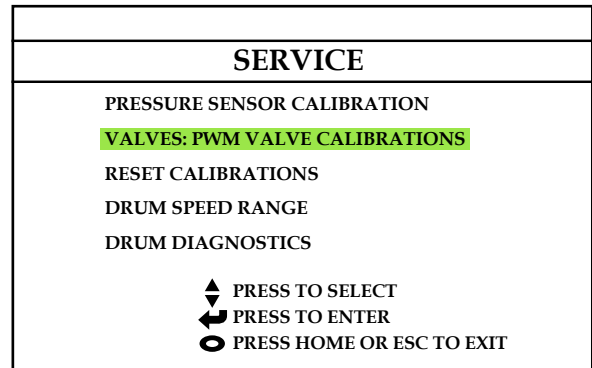 SERVICE
PRESSURE SENSOR CALIBRATION
VALVES: PWM VALVE CALIBRATIONS
RESET CALIBRATIONS
DRUM SPEED RANGE
DRUM DIAGNOSTICS
PRESS TO SELECT
PRESS TO ENTER
PRESS HOME OR ESC TO EXIT